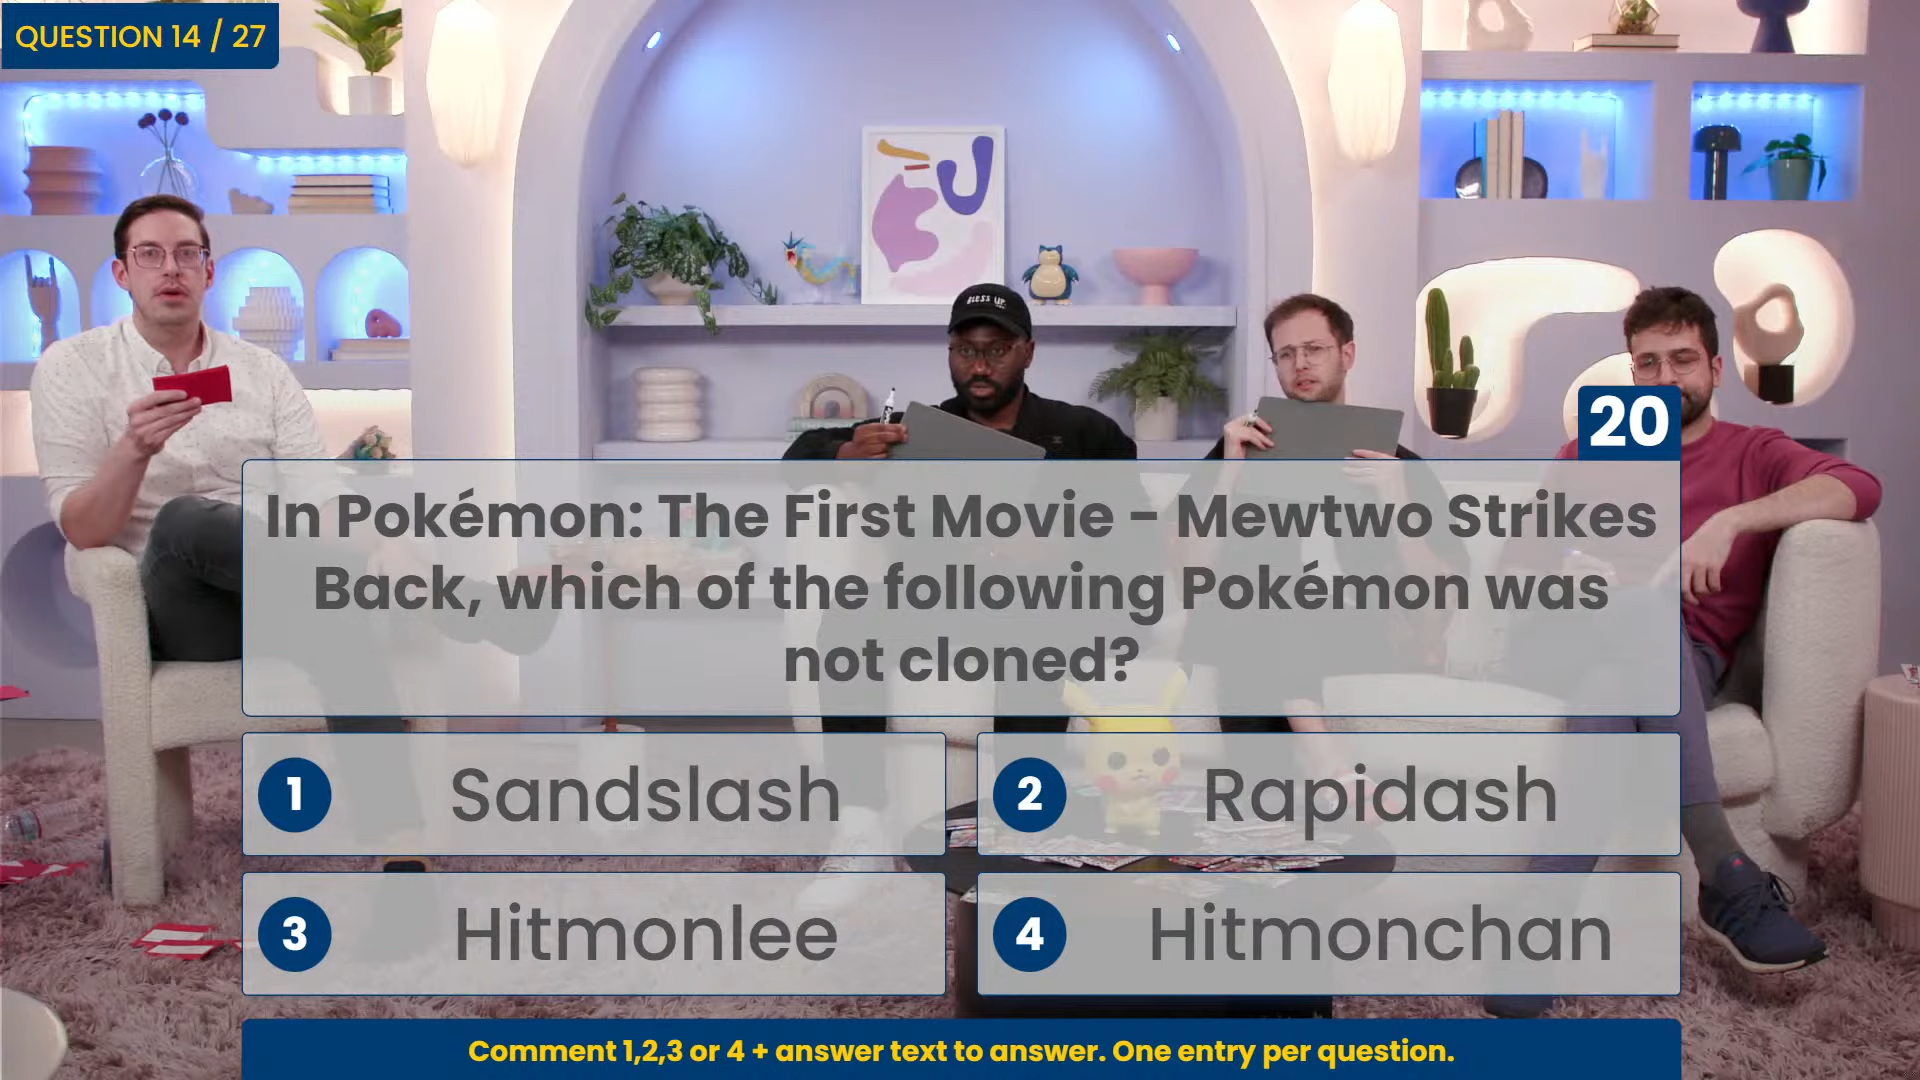 QUESTION 14 / 27
BLESS UP
20
In Pokémon: The First Movie - Mewtwo Strikes
Back, which of the following Pokémon was
not cloned?
1 Sandslash
2 Rapidash
3 Hitmonlee
4 Hitmonchan
Comment 1,2,3 or 4 + answer text to answer. One entry per question.